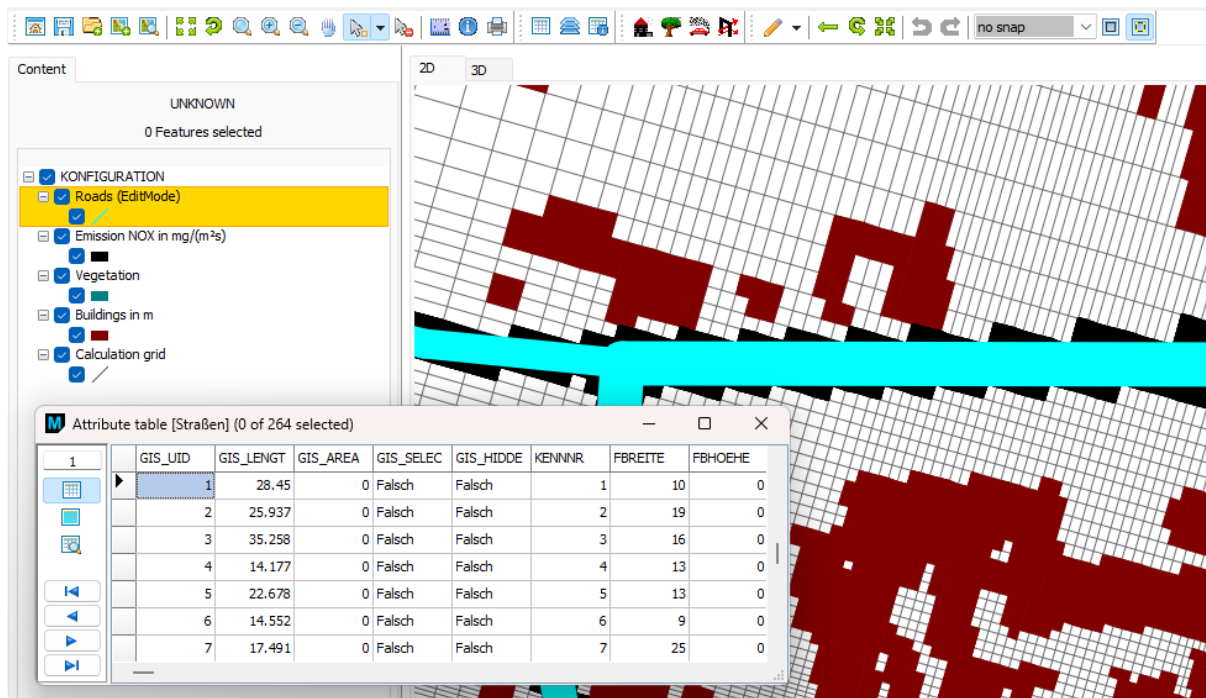 no snap
Content
2D
3D
UNKNOWN
0 Features selected
KONFIGURATION
Roads (EditMode)
Emission NOX in mg/(m²s)
Vegetation
Buildings in m
Calculation grid
M Attribute table [Straßen] (0 of 264 selected)
1
GIS_UID GIS_LENGT GIS_AREA GIS_SELEC GIS_HIDDE KENNNR FBREITE FBHOEHE
1 28.45 0 Falsch Falsch 1 10 0
2 25.937 0 Falsch Falsch 2 19 0
3 35.258 0 Falsch Falsch 3 16 0
4 14.177 0 Falsch Falsch 4 13 0
5 22.678 0 Falsch Falsch 5 13 0
6 14.552 0 Falsch Falsch 6 9 0
7 17.491 0 Falsch Falsch 7 25 0